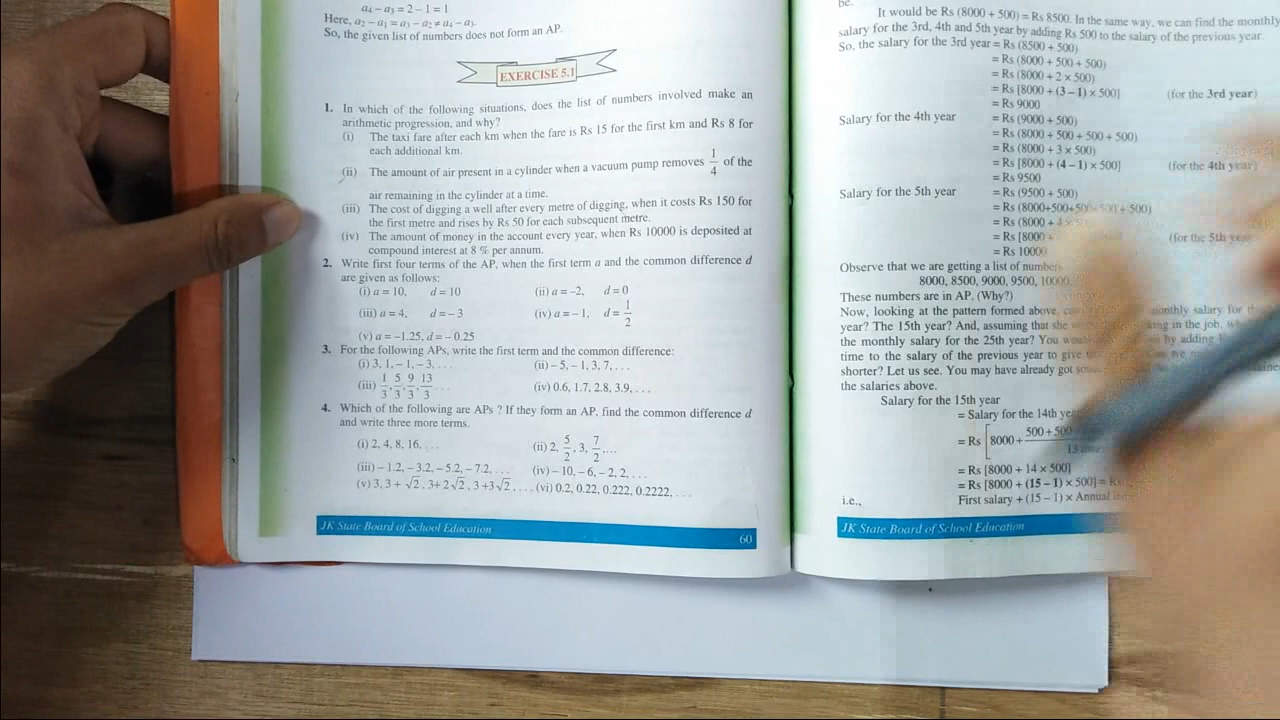 a₄ – a₃ = 2 – 1 = 1
Here, a₂ – a₁ = a₃ – a₂ ≠ a₄ – a₃.
So, the given list of numbers does not form an AP.
EXERCISE 5.1
1. In which of the following situations, does the list of numbers involved make an
arithmetic progression, and why?
(i) The taxi fare after each km when the fare is Rs 15 for the first km and Rs 8 for
each additional km.
(ii) The amount of air present in a cylinder when a vacuum pump removes 1/4 of the
air remaining in the cylinder at a time.
(iii) The cost of digging a well after every metre of digging, when it costs Rs 150 for
the first metre and rises by Rs 50 for each subsequent metre.
(iv) The amount of money in the account every year, when Rs 10000 is deposited at
compound interest at 8 % per annum.
2. Write first four terms of the AP, when the first term a and the common difference d
are given as follows:
(i) a = 10, d = 10 (ii) a = –2, d = 0
(iii) a = 4, d = – 3 (iv) a = – 1, d = 1/2
(v) a = –1.25, d = – 0.25
3. For the following APs, write the first term and the common difference:
(i) 3, 1, – 1, – 3, . . . (ii) – 5, – 1, 3, 7, . . .
(iii) 1/3, 5/3, 9/3, 13/3 . . . (iv) 0.6, 1.7, 2.8, 3.9, . . .
4. Which of the following are APs ? If they form an AP, find the common difference d
and write three more terms.
(i) 2, 4, 8, 16, . . . (ii) 2, 5/2, 3, 7/2, ...
(iii) – 1.2, – 3.2, – 5.2, – 7.2, . . . (iv) – 10, – 6, – 2, 2, . . .
(v) 3, 3 + √2, 3 + 2√2, 3 + 3√2, . . . (vi) 0.2, 0.22, 0.222, 0.2222, . . .
JK State Board of School Education
60
be.
It would be Rs (8000 + 500) = Rs 8500. In the same way, we can find the monthly
salary for the 3rd, 4th and 5th year by adding Rs 500 to the salary of the previous year.
So, the salary for the 3rd year = Rs (8500 + 500)
= Rs (8000 + 500 + 500)
= Rs (8000 + 2 × 500)
= Rs [8000 + (3 – 1) × 500] (for the 3rd year)
= Rs 9000
Salary for the 4th year = Rs (9000 + 500)
= Rs (8000 + 500 + 500 + 500)
= Rs (8000 + 3 × 500)
= Rs [8000 + (4 – 1) × 500] (for the 4th year)
= Rs 9500
Salary for the 5th year = Rs (9500 + 500)
= Rs (8000+500+500+500 + 500)
= Rs (8000 + 4 ×
= Rs [8000 + (for the 5th year
= Rs 10000
Observe that we are getting a list of numbers
8000, 8500, 9000, 9500, 10000,
These numbers are in AP. (Why?)
Now, looking at the pattern formed above, monthly salary for
year? The 15th year? And, assuming that she in the job,
the monthly salary for the 25th year? You by adding
time to the salary of the previous year to give
shorter? Let us see. You may have already got
the salaries above.
Salary for the 15th year
= Salary for the 14th
= Rs [8000 + 500 + 500
= Rs [8000 + 14 × 500]
= Rs [8000 + (15 – 1) × 500] =
i.e., First salary + (15 – 1) × Annual
JK State Board of School Education